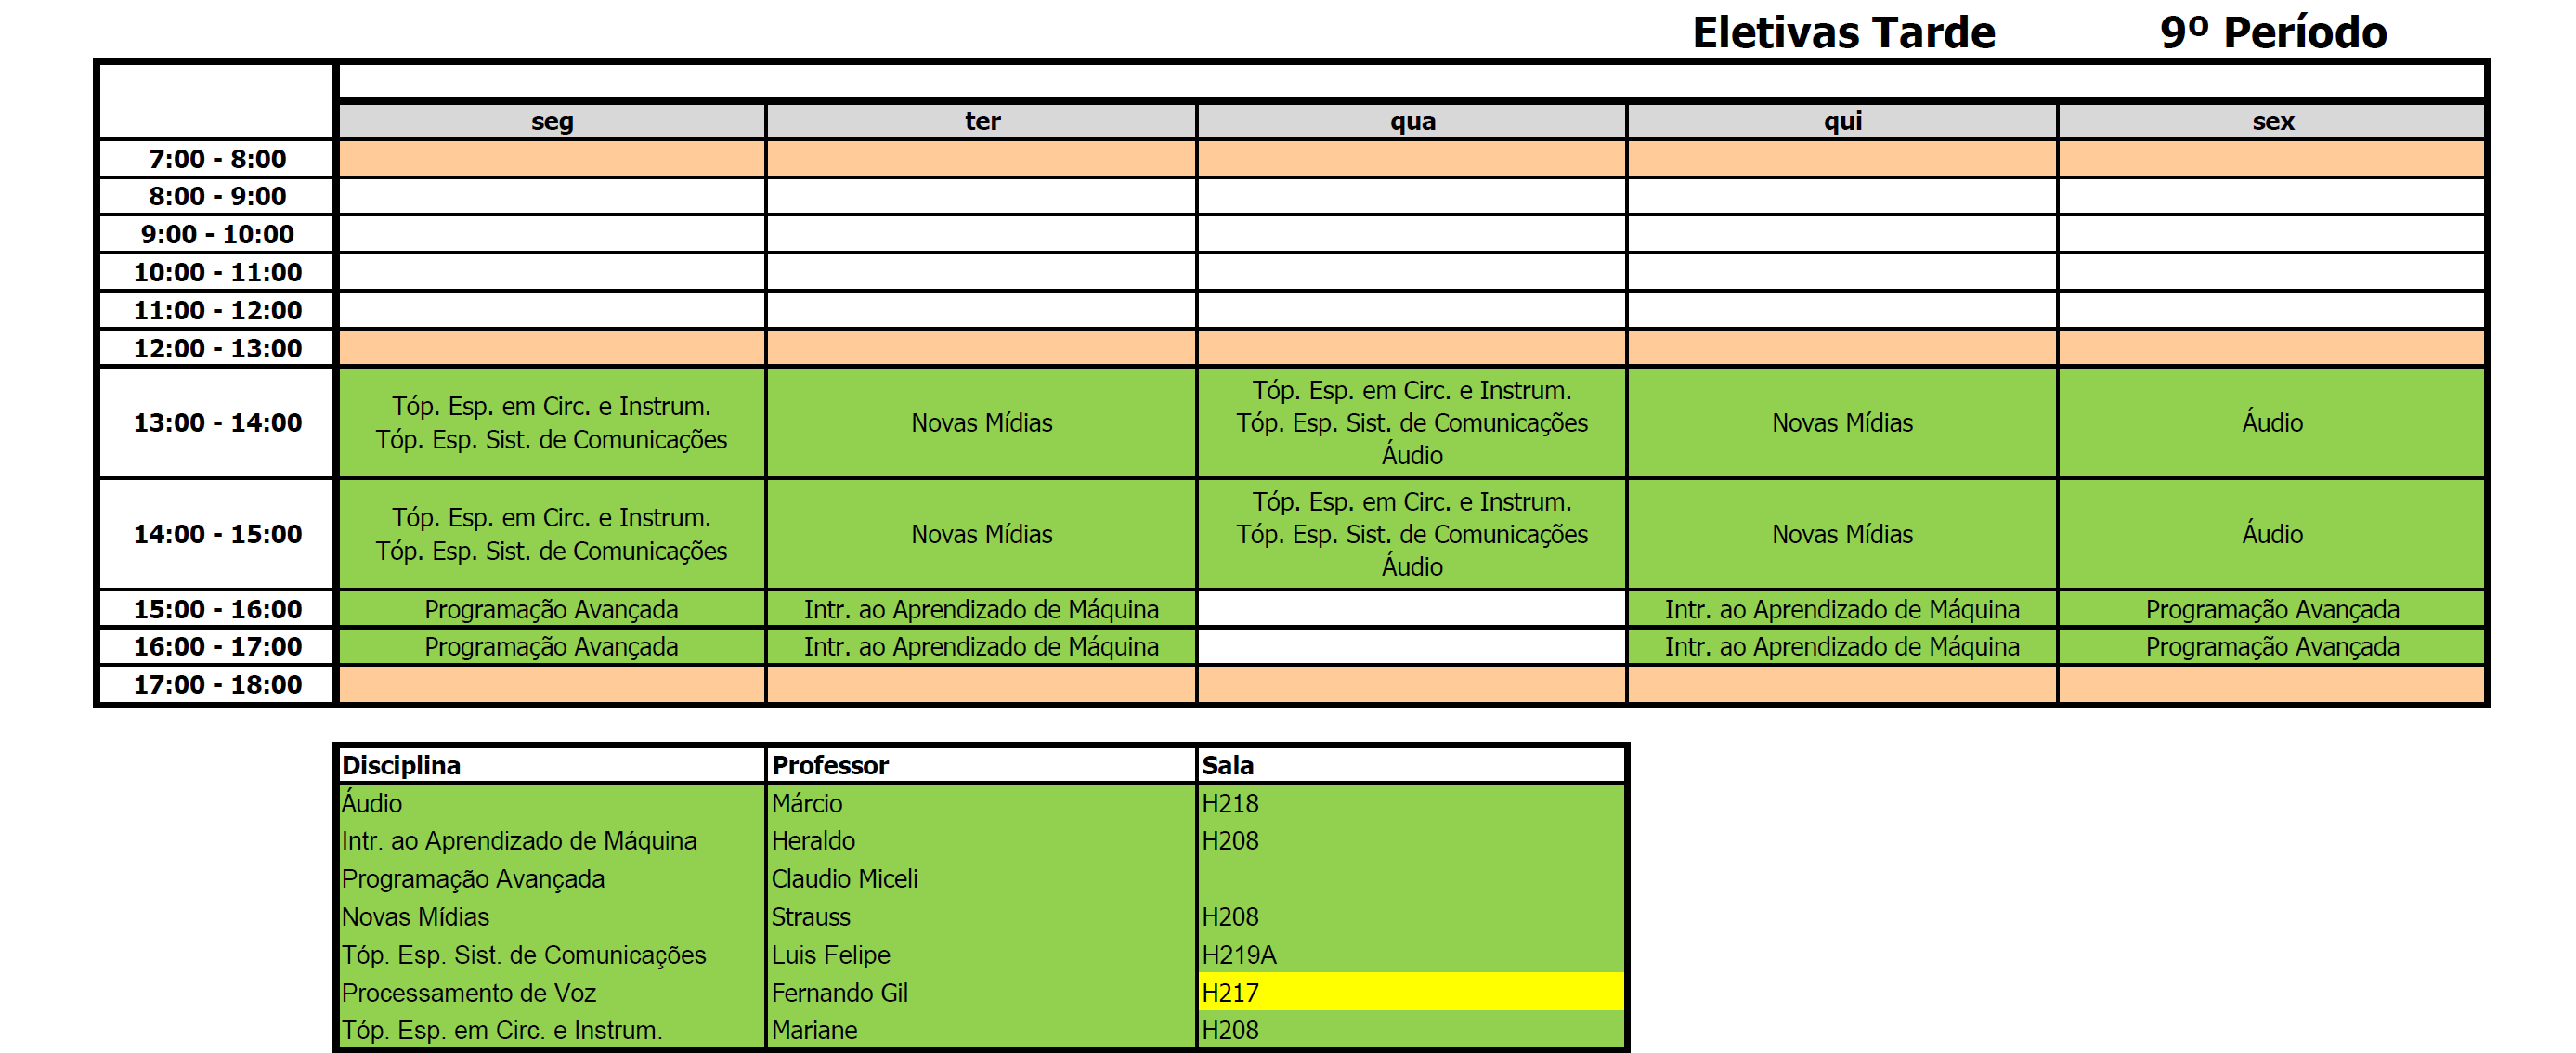 Eletivas Tarde 9º Período
seg ter qua qui sex
7:00 - 8:00
8:00 - 9:00
9:00 - 10:00
10:00 - 11:00
11:00 - 12:00
12:00 - 13:00
13:00 - 14:00
Tóp. Esp. em Circ. e Instrum.
Tóp. Esp. Sist. de Comunicações
Novas Mídias
Tóp. Esp. em Circ. e Instrum.
Tóp. Esp. Sist. de Comunicações
Áudio
Novas Mídias
Áudio
14:00 - 15:00
Tóp. Esp. em Circ. e Instrum.
Tóp. Esp. Sist. de Comunicações
Novas Mídias
Tóp. Esp. em Circ. e Instrum.
Tóp. Esp. Sist. de Comunicações
Áudio
Novas Mídias
Áudio
15:00 - 16:00 Programação Avançada Intr. ao Aprendizado de Máquina Intr. ao Aprendizado de Máquina Programação Avançada
16:00 - 17:00 Programação Avançada Intr. ao Aprendizado de Máquina Intr. ao Aprendizado de Máquina Programação Avançada
17:00 - 18:00
Disciplina Professor Sala
Áudio Márcio H218
Intr. ao Aprendizado de Máquina Heraldo H208
Programação Avançada Claudio Miceli
Novas Mídias Strauss H208
Tóp. Esp. Sist. de Comunicações Luis Felipe H219A
Processamento de Voz Fernando Gil H217
Tóp. Esp. em Circ. e Instrum. Mariane H208